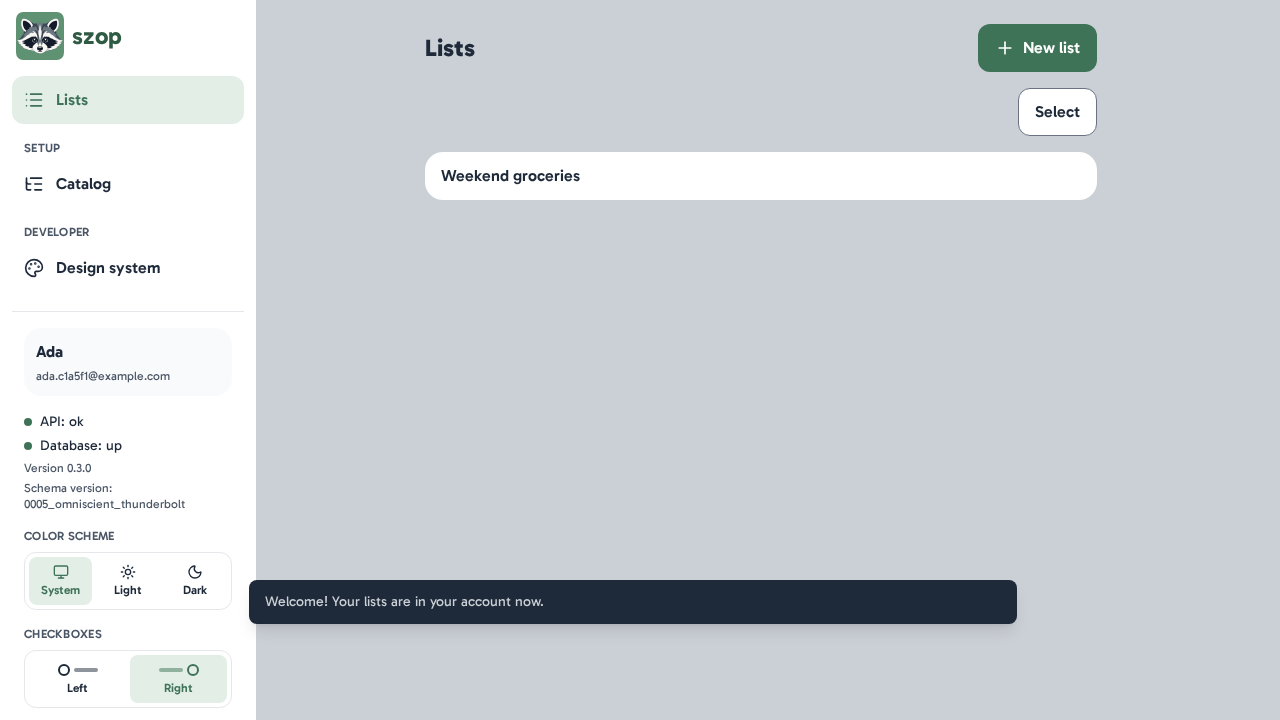 szop
Lists
SETUP
Catalog
DEVELOPER
Design system
Ada
ada.c1a5f1@example.com
API: ok
Database: up
Version 0.3.0
Schema version:
0005_omniscient_thunderbolt
COLOR SCHEME
System
Light
Dark
CHECKBOXES
Left
Right
Lists
New list
Select
Weekend groceries
Welcome! Your lists are in your account now.